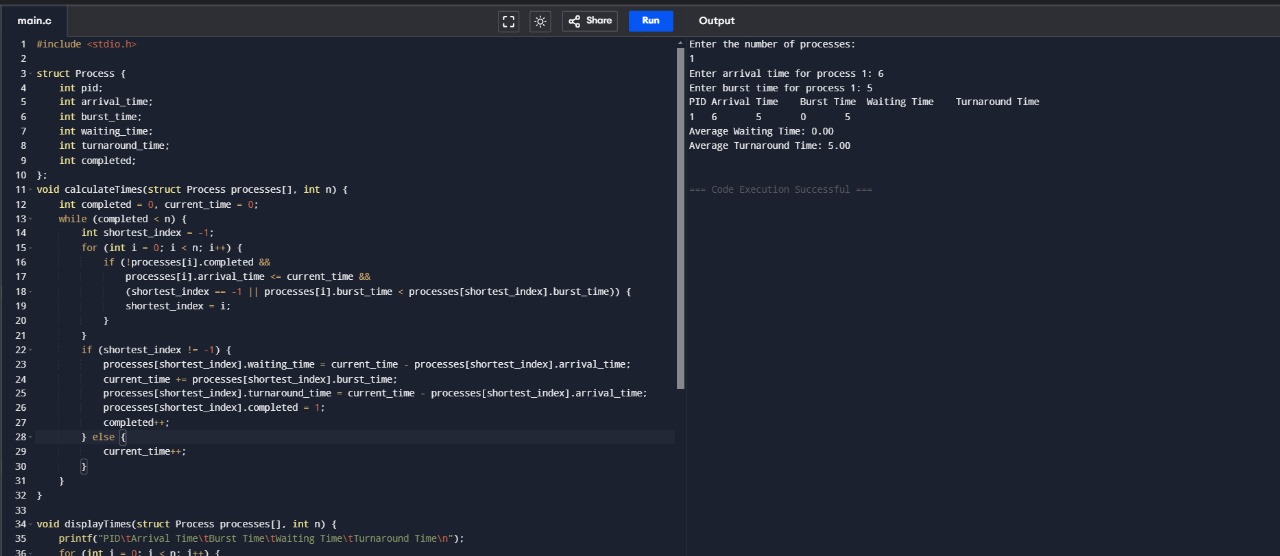 main.c
Share
Run
Output
1 #include <stdio.h>
2
3 struct Process {
4     int pid;
5     int arrival_time;
6     int burst_time;
7     int waiting_time;
8     int turnaround_time;
9     int completed;
10 };
11 void calculateTimes(struct Process processes[], int n) {
12     int completed = 0, current_time = 0;
13     while (completed < n) {
14         int shortest_index = -1;
15         for (int i = 0; i < n; i++) {
16             if (!processes[i].completed &&
17                 processes[i].arrival_time <= current_time &&
18                 (shortest_index == -1 || processes[i].burst_time < processes[shortest_index].burst_time)) {
19                 shortest_index = i;
20             }
21         }
22         if (shortest_index != -1) {
23             processes[shortest_index].waiting_time = current_time - processes[shortest_index].arrival_time;
24             current_time += processes[shortest_index].burst_time;
25             processes[shortest_index].turnaround_time = current_time - processes[shortest_index].arrival_time;
26             processes[shortest_index].completed = 1;
27             completed++;
28         } else {
29             current_time++;
30         }
31     }
32 }
33
34 void displayTimes(struct Process processes[], int n) {
35     printf("PID\tArrival Time\tBurst Time\tWaiting Time\tTurnaround Time\n");
36     for (int i = 0; i < n; i++) {
Enter the number of processes:
1
Enter arrival time for process 1: 6
Enter burst time for process 1: 5
PID Arrival Time    Burst Time  Waiting Time    Turnaround Time
1   6       5       0       5
Average Waiting Time: 0.00
Average Turnaround Time: 5.00
=== Code Execution Successful ===